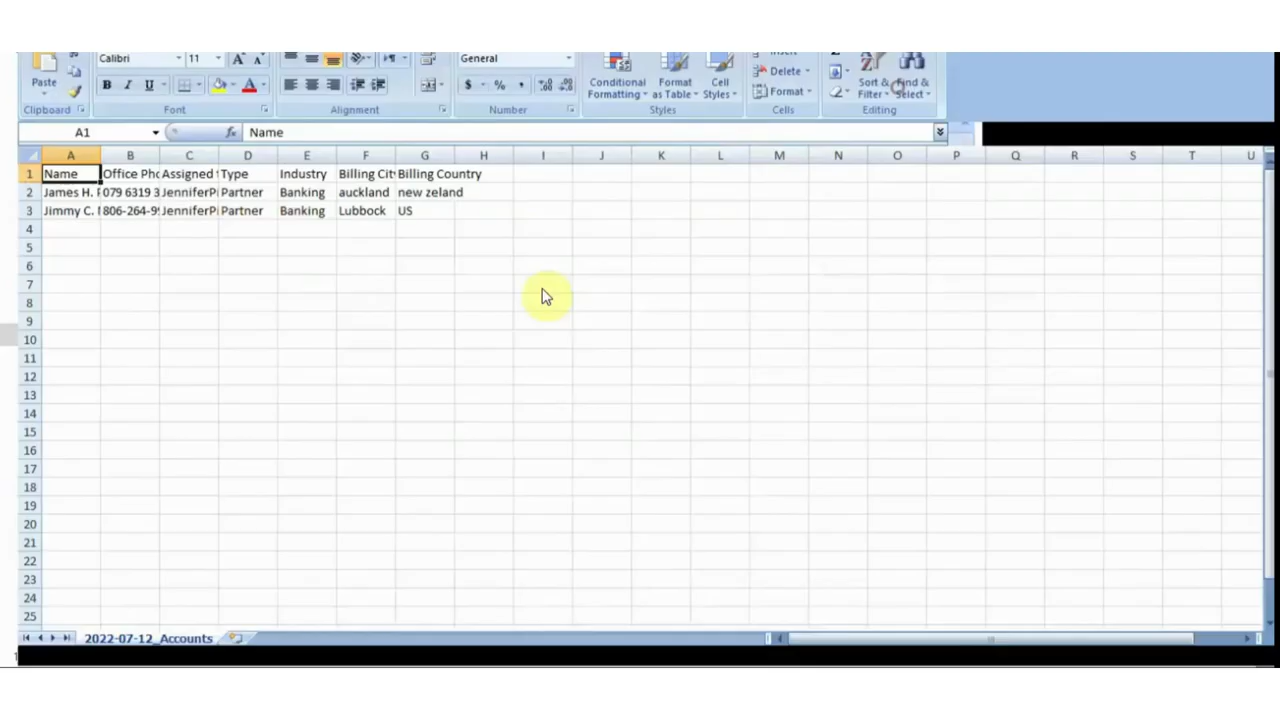 Calibri 11 General
Paste B I U $ % , Conditional Formatting Format as Table Cell Styles Delete Format Sort & Filter Find & Select
Clipboard Font Alignment Number Styles Cells Editing
A1 fx Name
A B C D E F G H I J K L M N O P Q R S T U
1 Name Office Pho Assigned Type Industry Billing Cit Billing Country
2 James H. 079 6319 3 JenniferP Partner Banking auckland new zeland
3 Jimmy C. 806-264-9 JenniferP Partner Banking Lubbock US
4
5
6
7
8
9
10
11
12
13
14
15
16
17
18
19
20
21
22
23
24
25
2022-07-12_Accounts